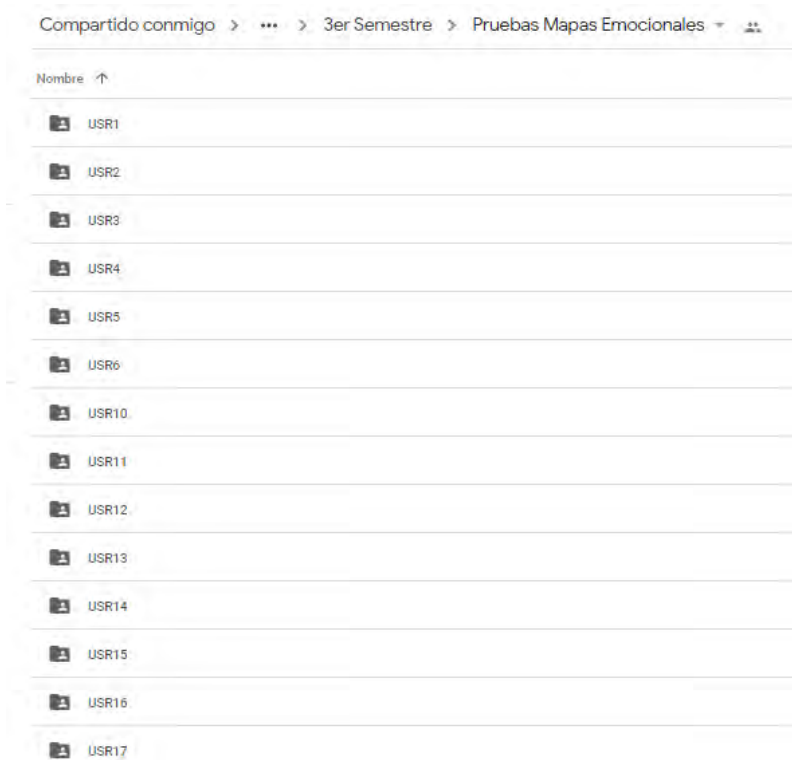 Compartido conmigo > ... > 3er Semestre > Pruebas Mapas Emocionales
Nombre ↑
USR1
USR2
USR3
USR4
USR5
USR6
USR10
USR11
USR12
USR13
USR14
USR15
USR16
USR17